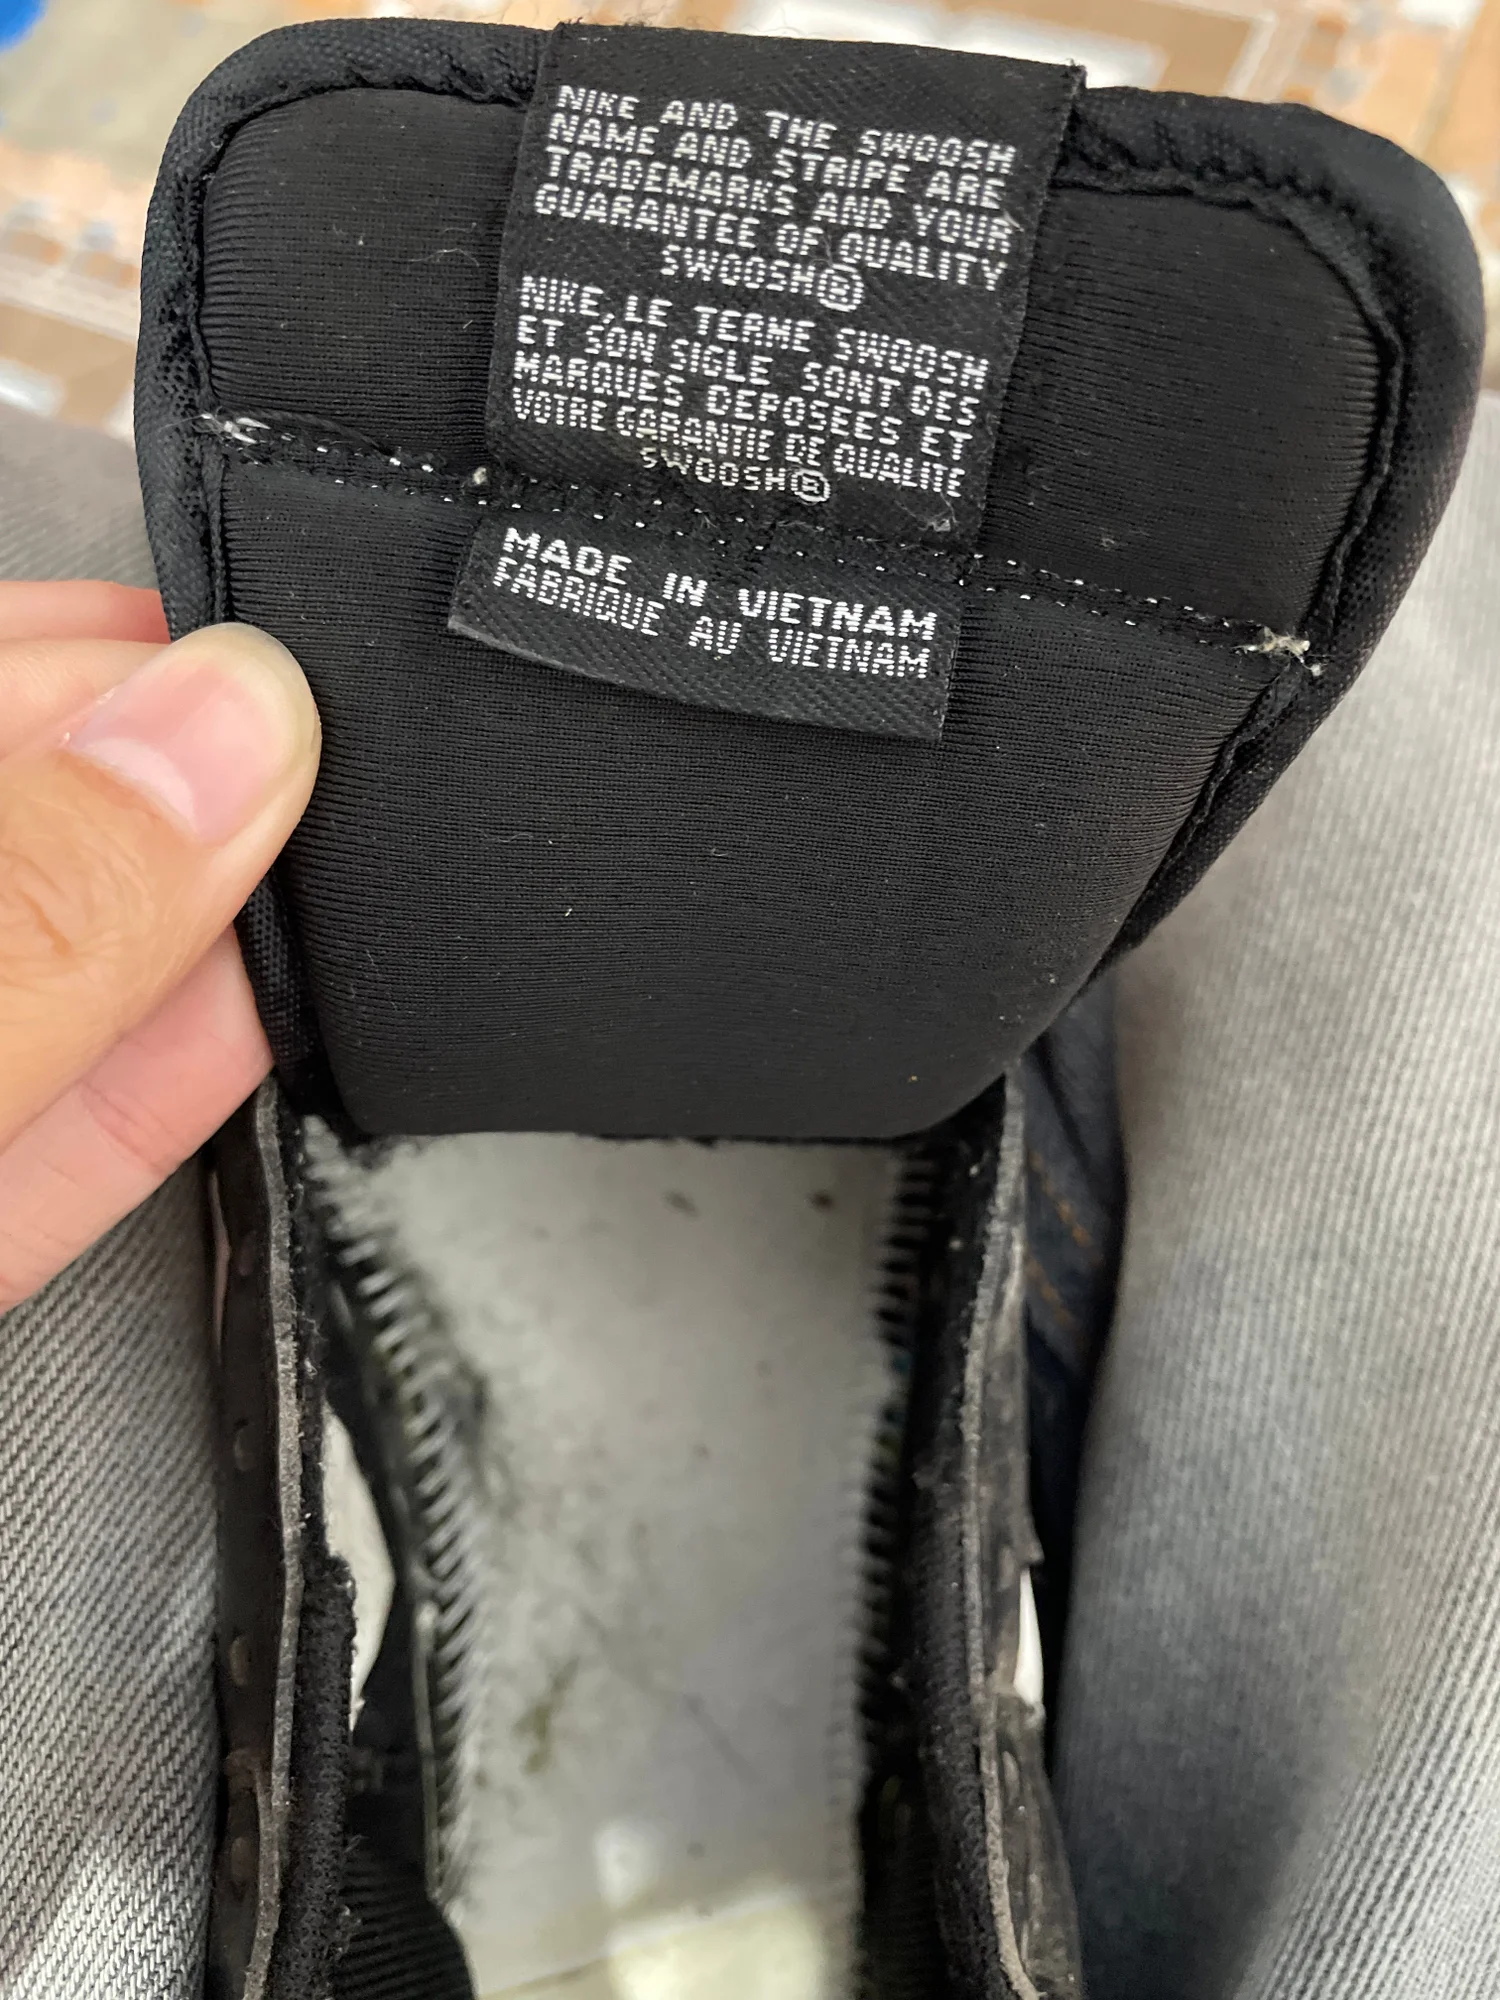 NIKE AND THE SWOOSH
NAME AND STRIPE ARE
TRADEMARKS AND YOUR
GUARANTEE OF QUALITY
SWOOSH®
NIKE, LE TERME SWOOSH
ET SON SIGLE SONT DES
MARQUES DEPOSEES ET
VOTRE GARANTIE DE QUALITE
SWOOSH®
MADE IN VIETNAM
FABRIQUE AU VIETNAM